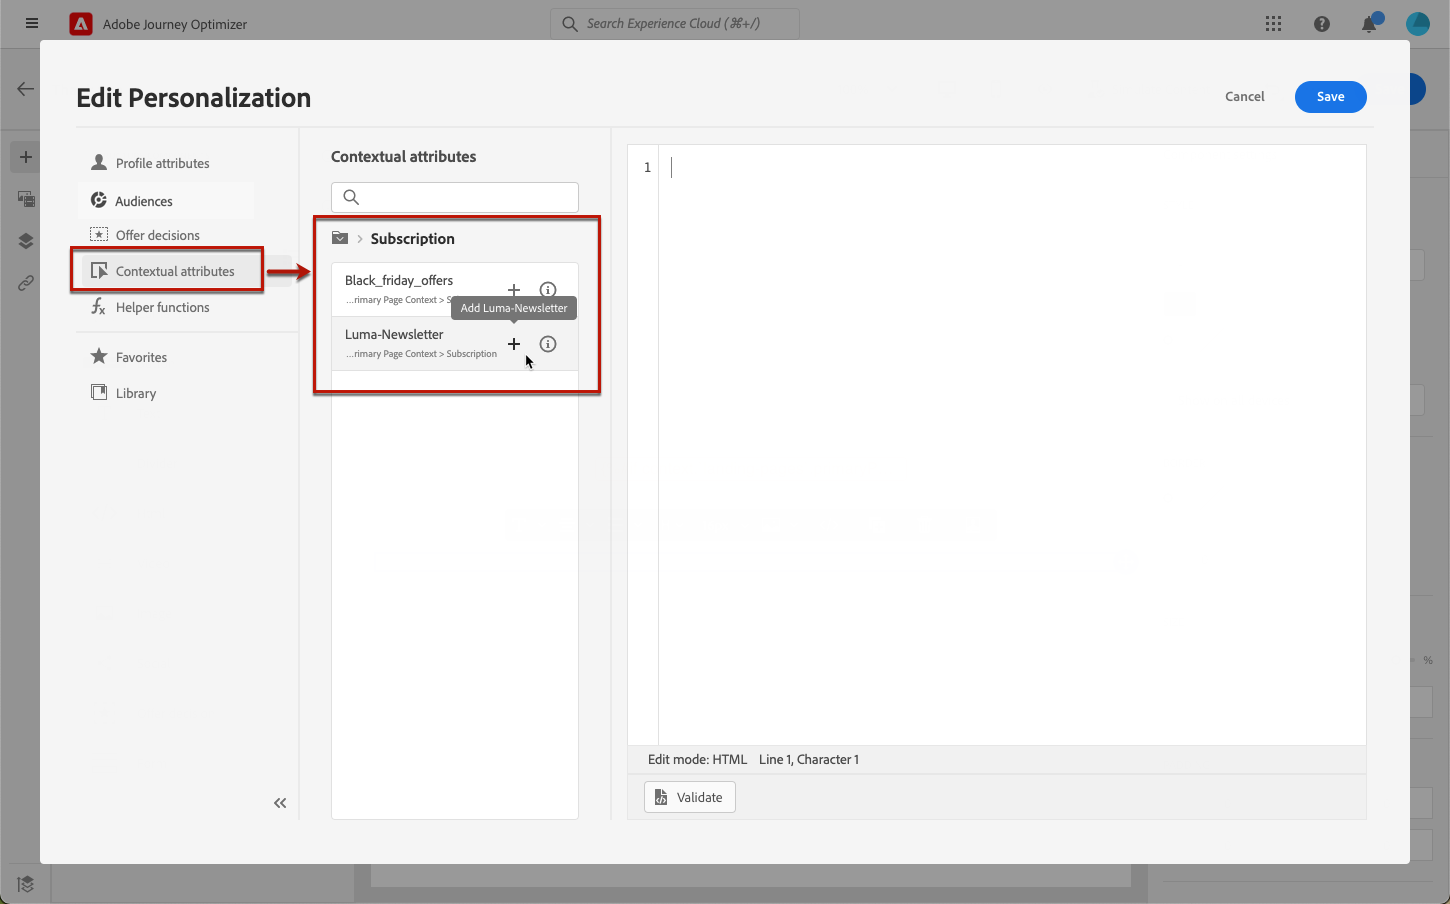 Adobe Journey Optimizer
Search Experience Cloud (⌘+/)
Edit Personalization
Cancel
Save
Profile attributes
Audiences
Offer decisions
Contextual attributes
Helper functions
Favorites
Library
Contextual attributes
Subscription
Black_friday_offers
...rimary Page Context > S
Add Luma-Newsletter
Luma-Newsletter
...rimary Page Context > Subscription
1
%
Edit mode: HTML Line 1, Character 1
Validate